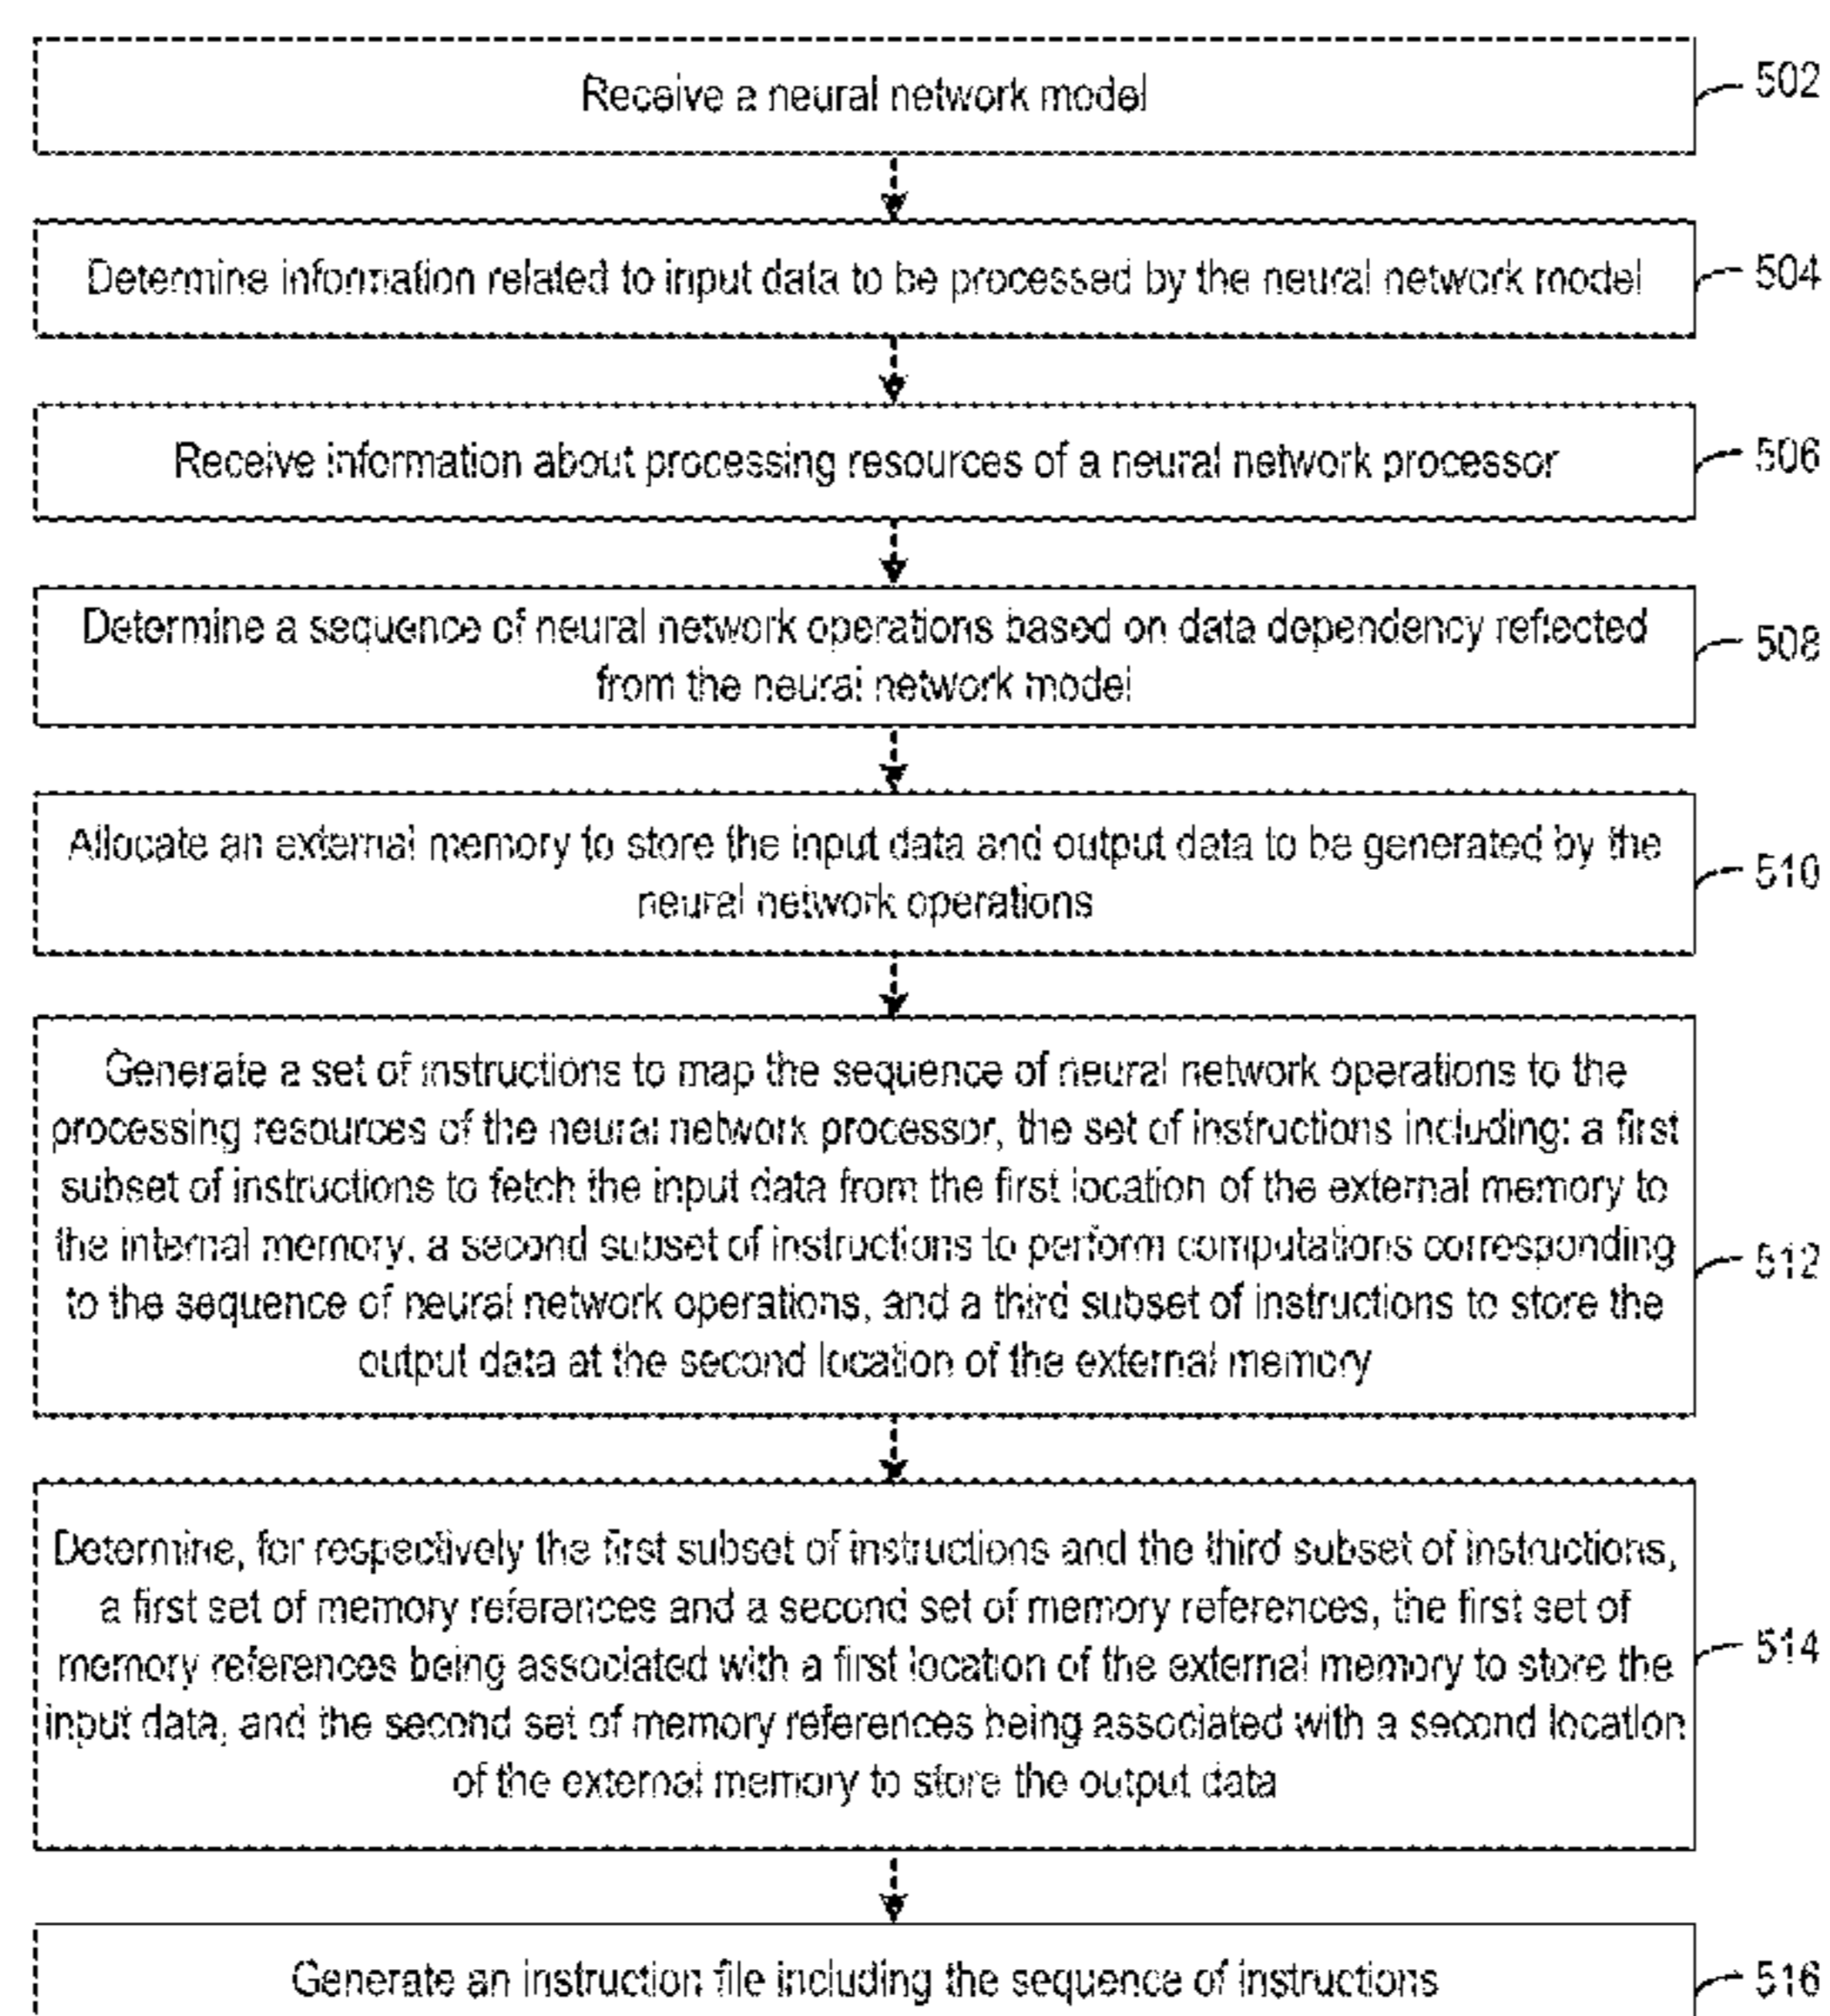 Receive a neural network model
502
Determine information related to input data to be processed by the neural network model
504
Receive information about processing resources of a neural network processor
506
Determine a sequence of neural network operations based on data dependency reflected
from the neural network model
508
Allocate an external memory to store the input data and output data to be generated by the
neural network operations
510
Generate a set of instructions to map the sequence of neural network operations to the
processing resources of the neural network processor, the set of instructions including: a first
subset of instructions to fetch the input data from the first location of the external memory to
the internal memory, a second subset of instructions to perform computations corresponding
to the sequence of neural network operations, and a third subset of instructions to store the
output data at the second location of the external memory
512
Determine, for respectively the first subset of instructions and the third subset of instructions,
a first set of memory references and a second set of memory references, the first set of
memory references being associated with a first location of the external memory to store the
input data, and the second set of memory references being associated with a second location
of the external memory to store the output data
514
Generate an instruction file including the sequence of instructions
516